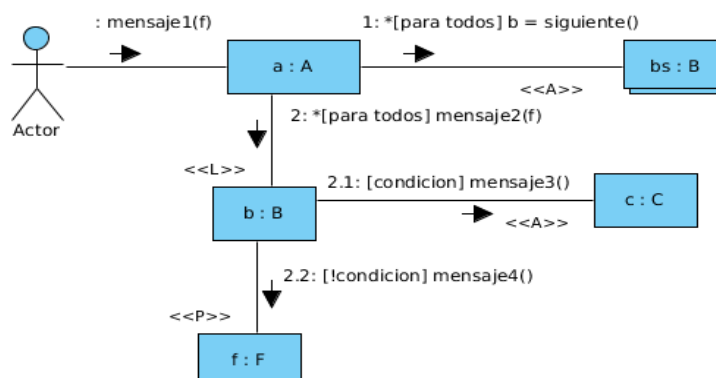 : mensaje1(f)
1: *[para todos] b = siguiente()
a : A
bs : B
<<A>>
Actor
2: *[para todos] mensaje2(f)
<<L>>
2.1: [condicion] mensaje3()
b : B
c : C
<<A>>
2.2: [!condicion] mensaje4()
<<P>>
f : F